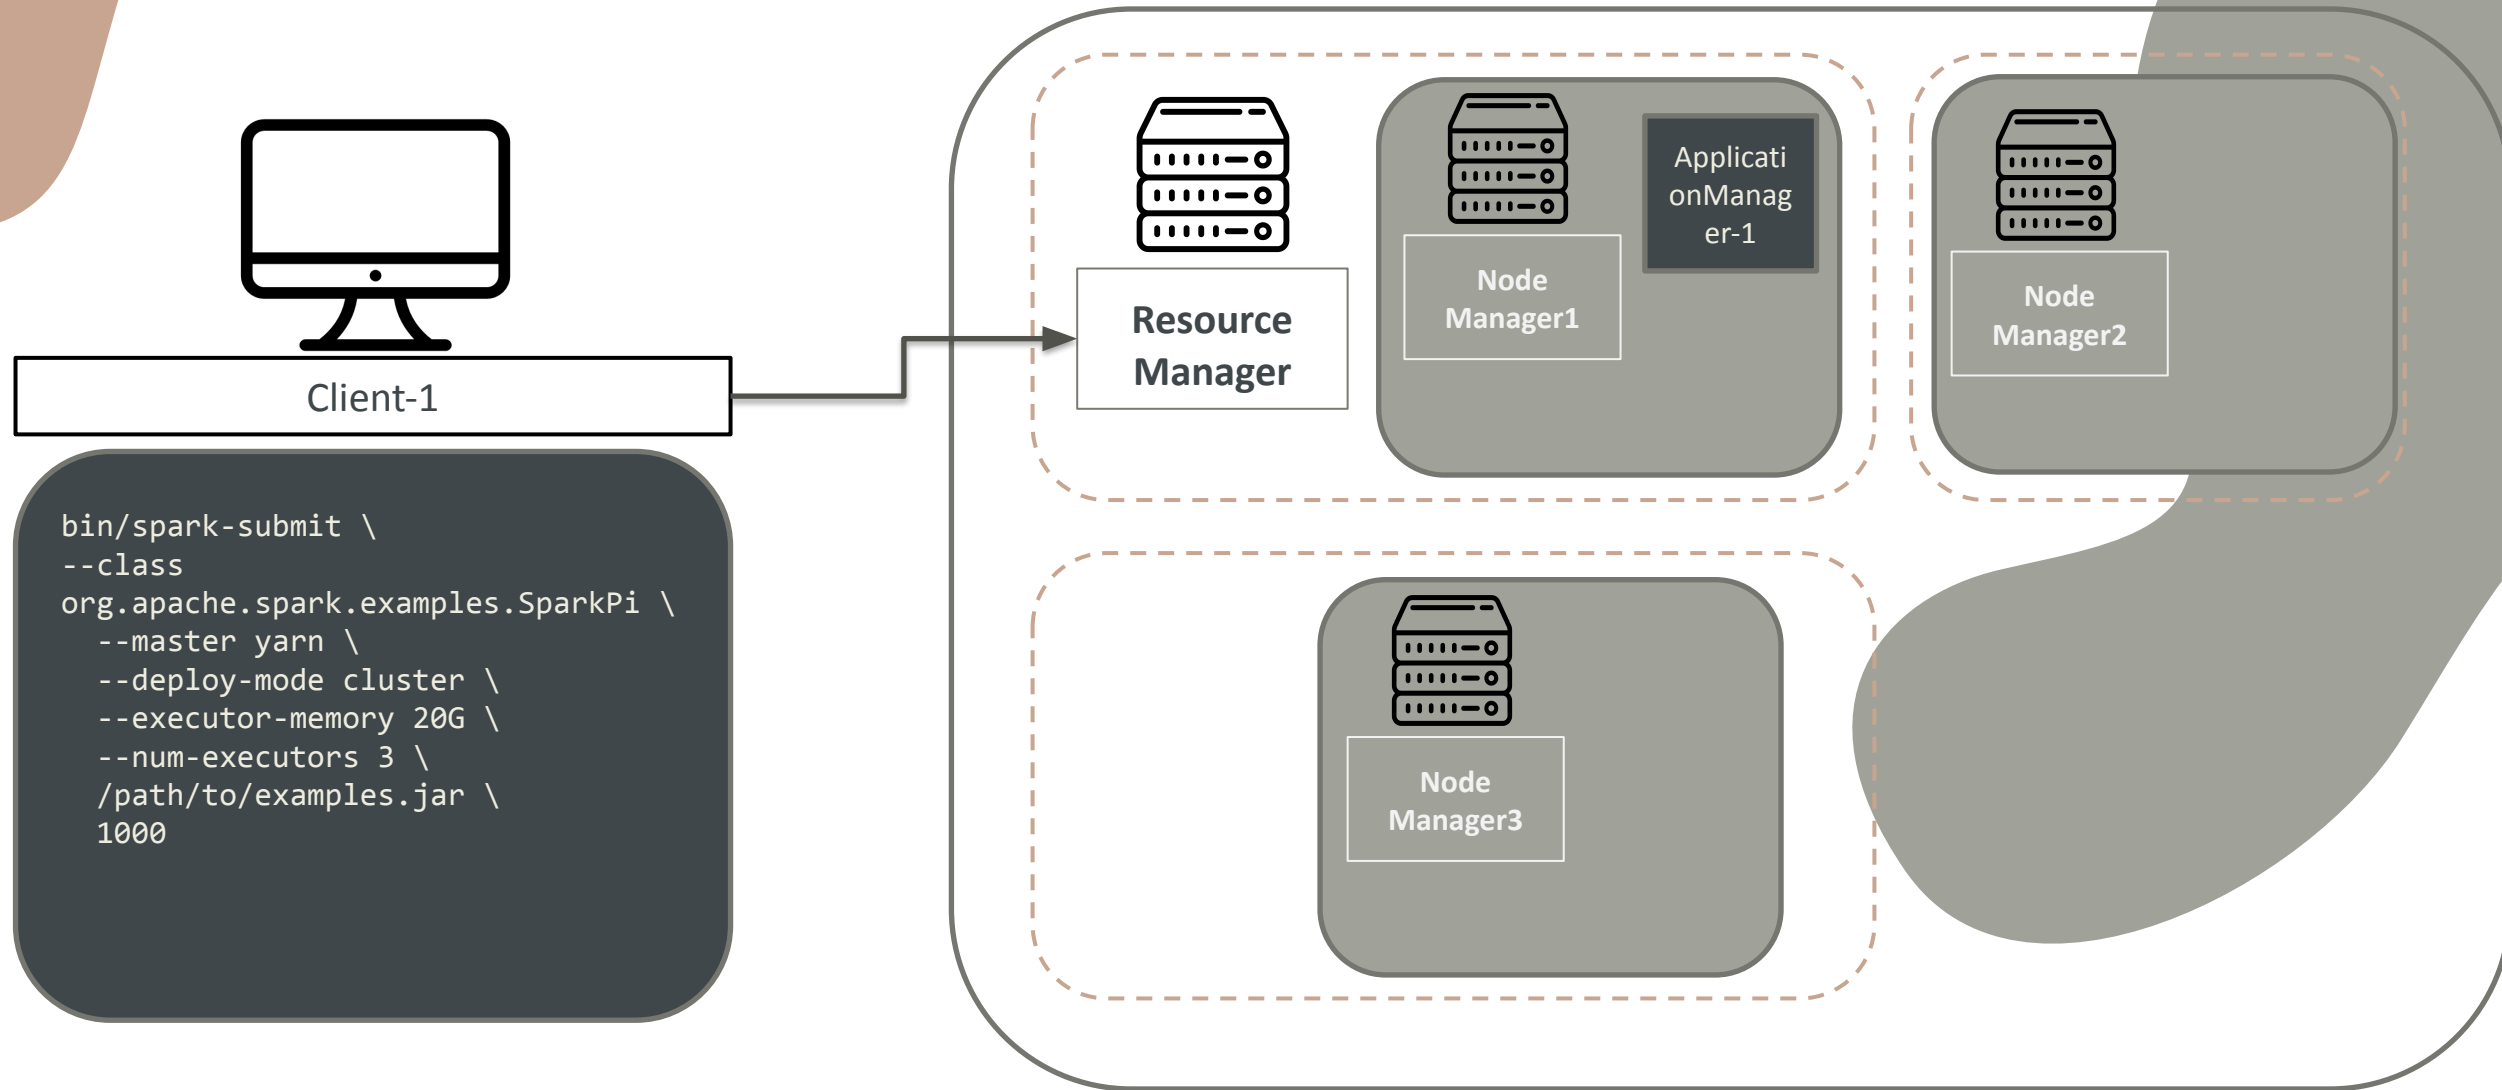 Client-1
bin/spark-submit \
--class
org.apache.spark.examples.SparkPi \
--master yarn \
--deploy-mode cluster \
--executor-memory 20G \
--num-executors 3 \
/path/to/examples.jar \
1000
Resource
Manager
Node
Manager1
Applicati
onManag
er-1
Node
Manager2
Node
Manager3